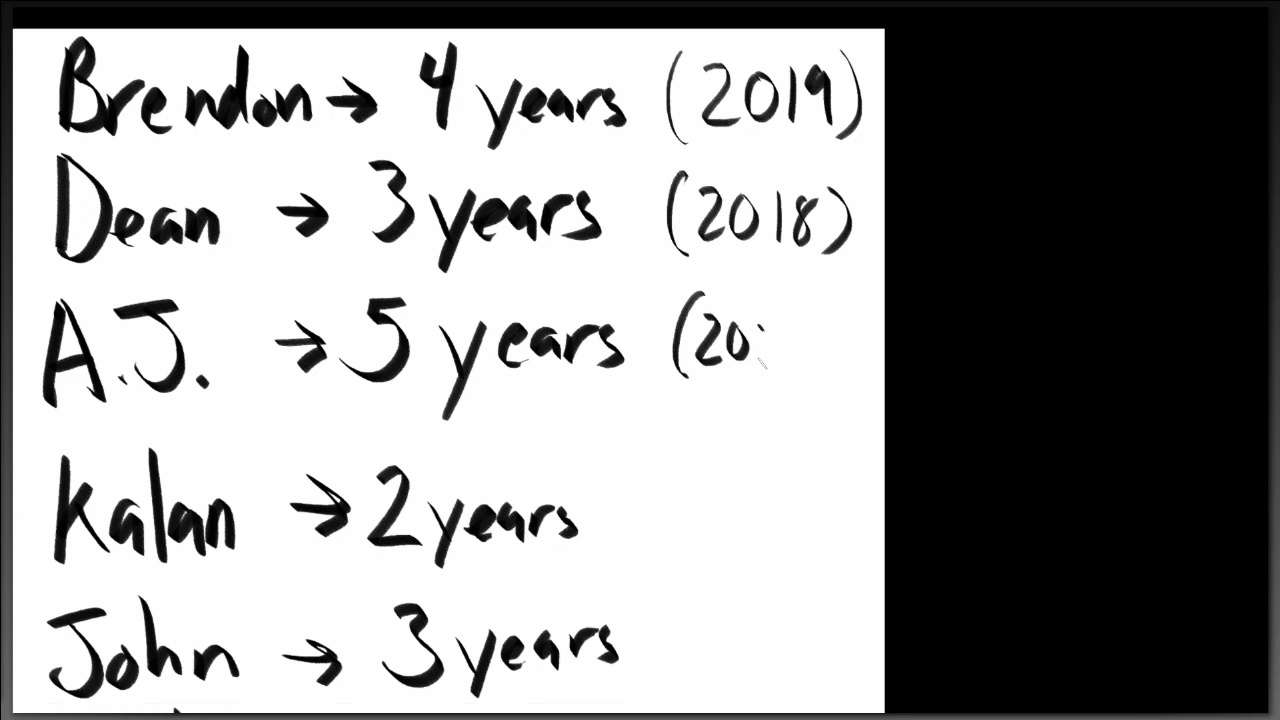 Brendon → 4 years (2019)
Dean → 3 years (2018)
A.J. → 5 years (20
Kalan → 2 years
John → 3 years